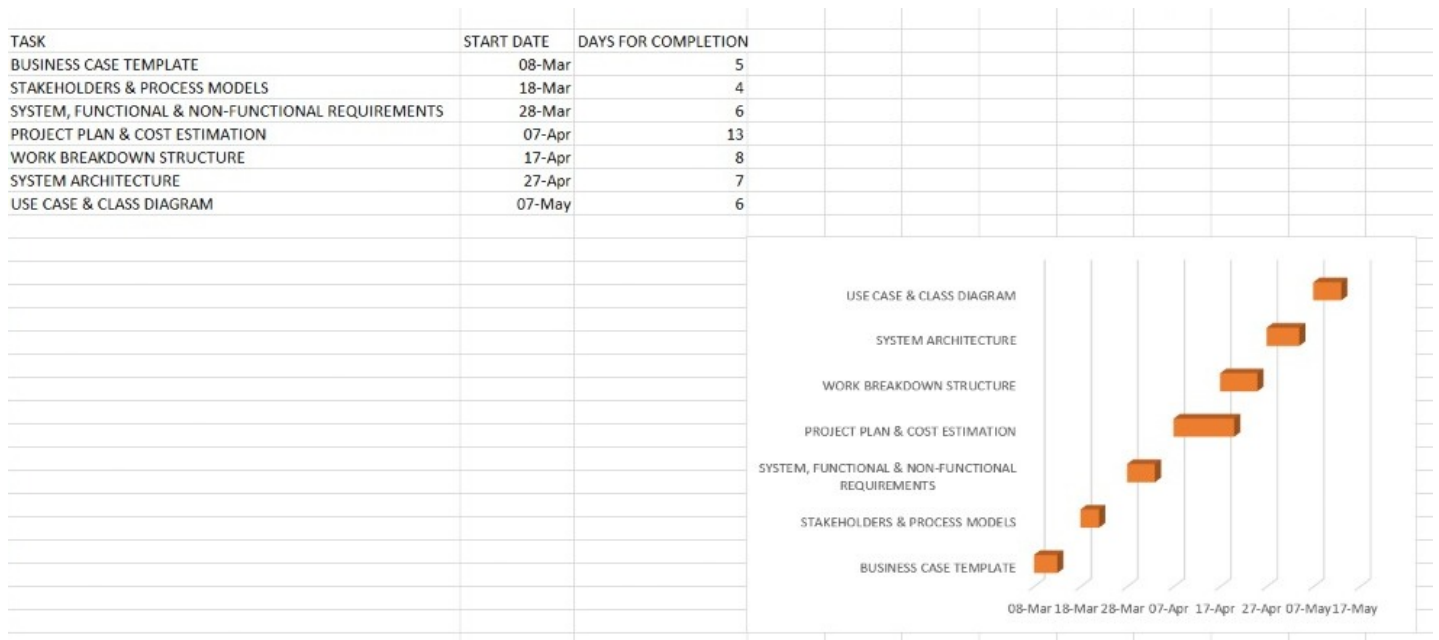 TASK START DATE DAYS FOR COMPLETION
BUSINESS CASE TEMPLATE 08-Mar 5
STAKEHOLDERS & PROCESS MODELS 18-Mar 4
SYSTEM, FUNCTIONAL & NON-FUNCTIONAL REQUIREMENTS 28-Mar 6
PROJECT PLAN & COST ESTIMATION 07-Apr 13
WORK BREAKDOWN STRUCTURE 17-Apr 8
SYSTEM ARCHITECTURE 27-Apr 7
USE CASE & CLASS DIAGRAM 07-May 6
USE CASE & CLASS DIAGRAM
SYSTEM ARCHITECTURE
WORK BREAKDOWN STRUCTURE
PROJECT PLAN & COST ESTIMATION
SYSTEM, FUNCTIONAL & NON-FUNCTIONAL
REQUIREMENTS
STAKEHOLDERS & PROCESS MODELS
BUSINESS CASE TEMPLATE
08-Mar 18-Mar 28-Mar 07-Apr 17-Apr 27-Apr 07-May 17-May